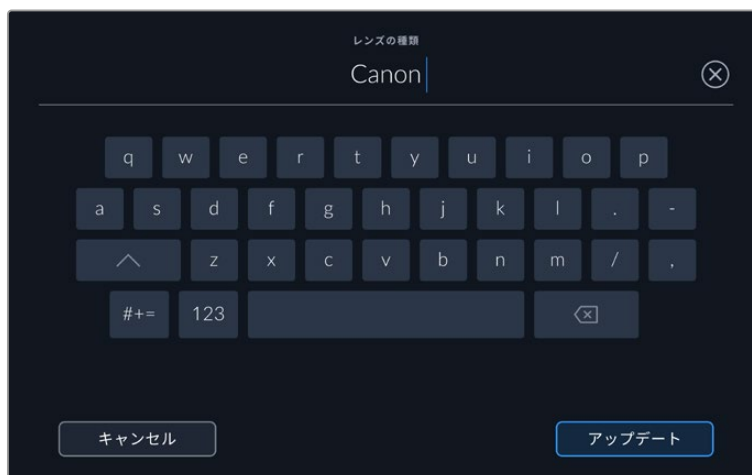 レンズの種類
Canon
q w e r t y u i o p
a s d f g h j k l . -
z x c v b n m / ,
#+= 123
キャンセル アップデート